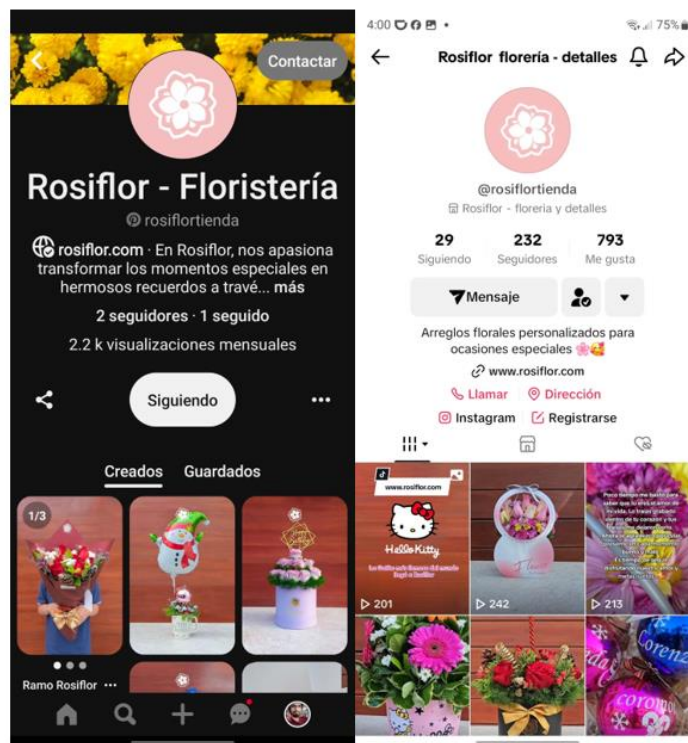 Contactar
Rosiflor - Floristería
rosiflortienda
rosiflor.com · En Rosiflor, nos apasiona
transformar los momentos especiales en
hermosos recuerdos a travé... más
2 seguidores · 1 seguido
2.2 k visualizaciones mensuales
Siguiendo
Creados Guardados
1/3
Ramo Rosiflor ...
4:00 75%
Rosiflor florería - detalles
@rosiflortienda
Rosiflor - floreria y detalles
29 232 793
Siguiendo Seguidores Me gusta
Mensaje
Arreglos florales personalizados para
ocasiones especiales 🌸🥰
www.rosiflor.com
Llamar Dirección
Instagram Registrarse
www.rosiflor.com
Hello Kitty
201 242 213